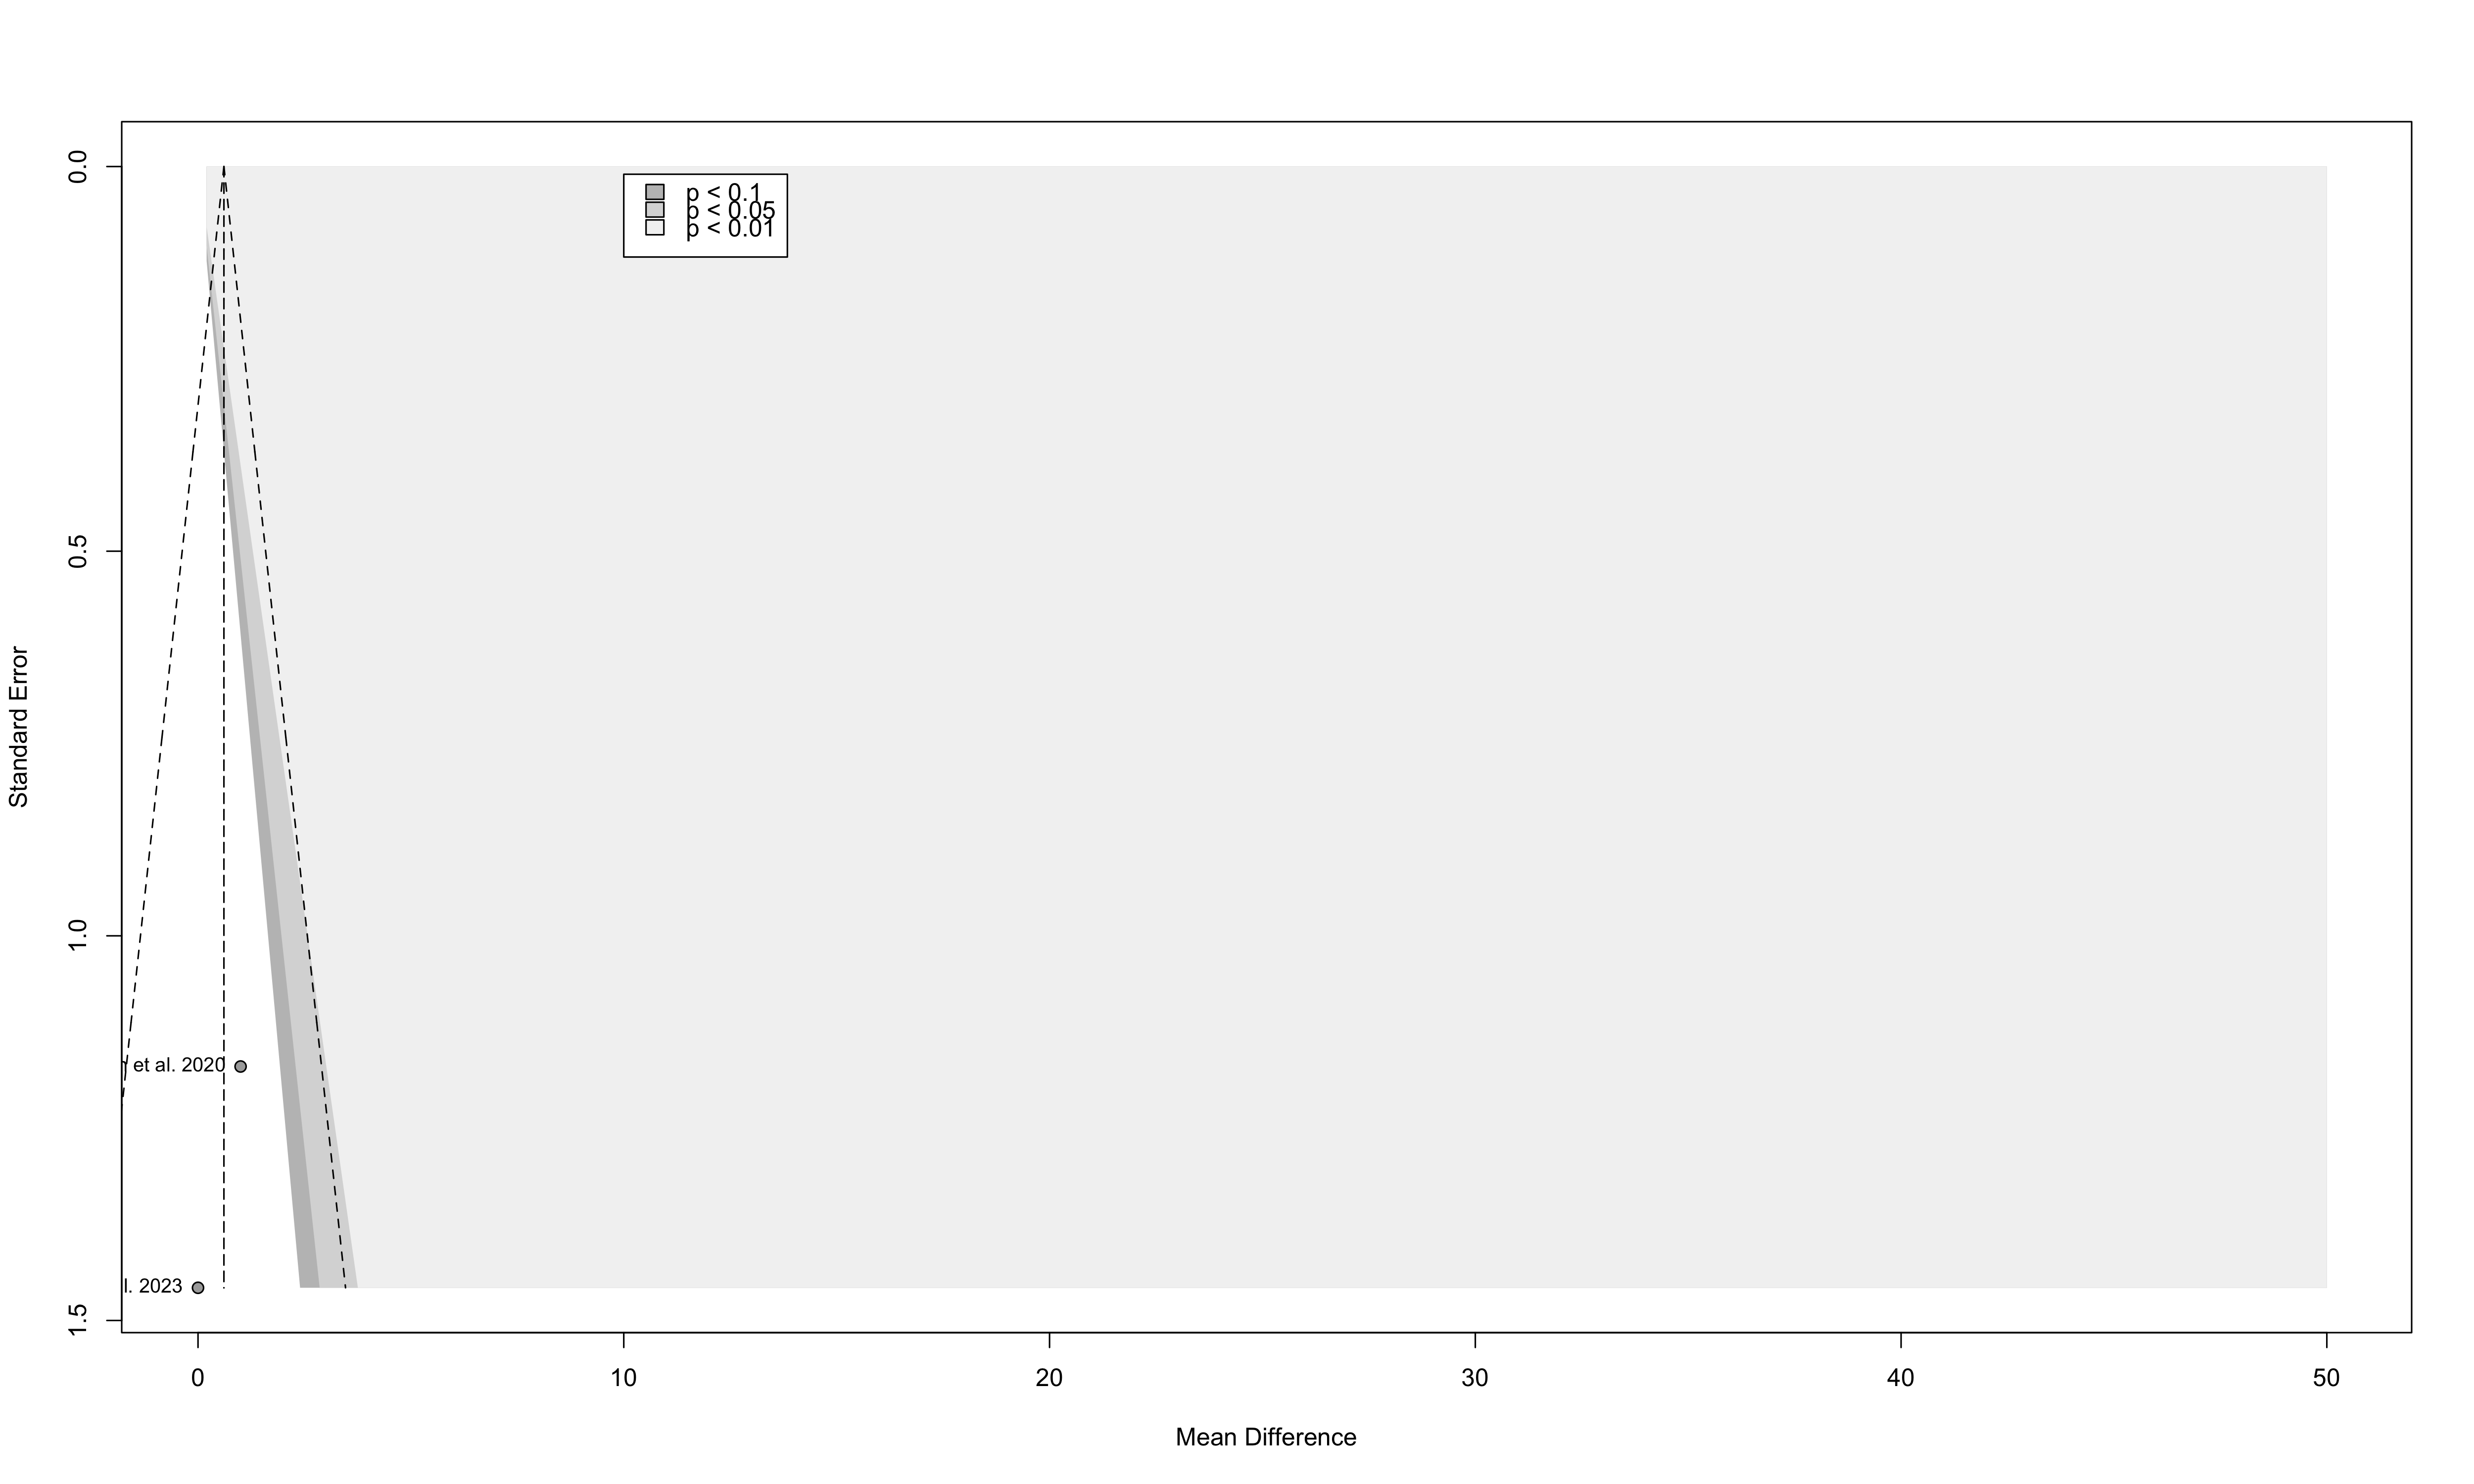 p < 0.1
p < 0.05
p < 0.01
0.0
0.5
1.0
1.5
Standard Error
et al. 2020
l. 2023
0 10 20 30 40 50
Mean Difference